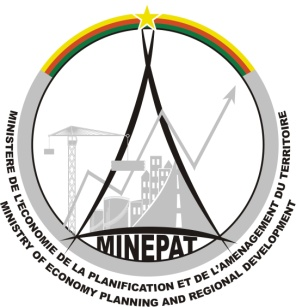 MINEPAT
MINISTERE DE L'ECONOMIE DE LA PLANIFICATION ET DE L'AMENAGEMENT DU TERRITOIRE
MINISTRY OF ECONOMY PLANNING AND REGIONAL DEVELOPMENT